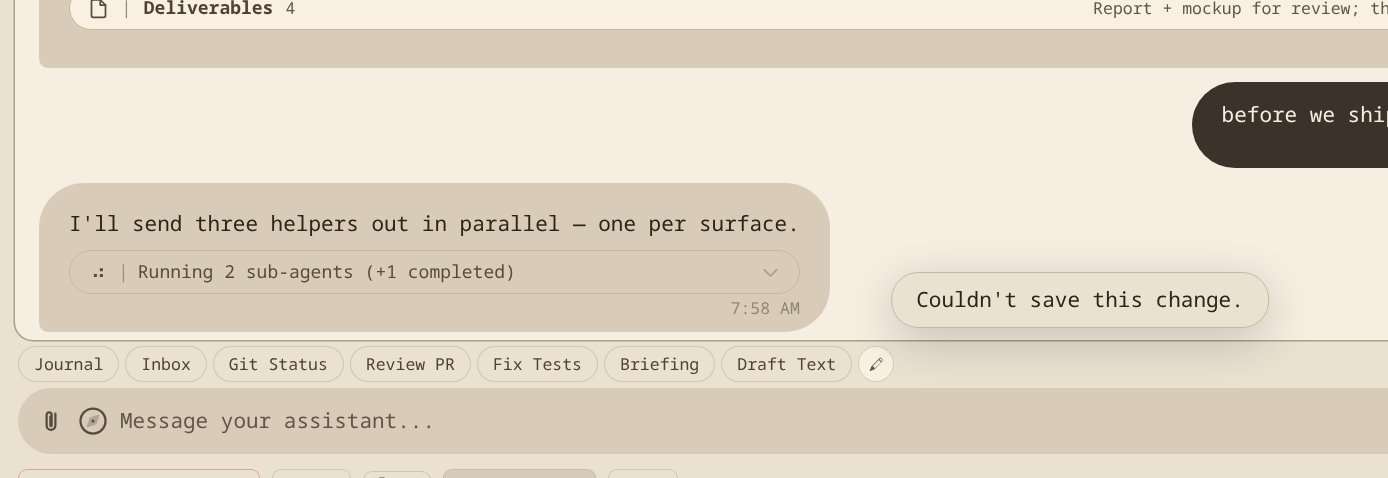 Deliverables 4
Report + mockup for review;
before we
I'll send three helpers out in parallel — one per surface.
Running 2 sub-agents (+1 completed)
7:58 AM
Couldn't save this change.
Journal Inbox Git Status Review PR Fix Tests Briefing Draft Text
Message your assistant...